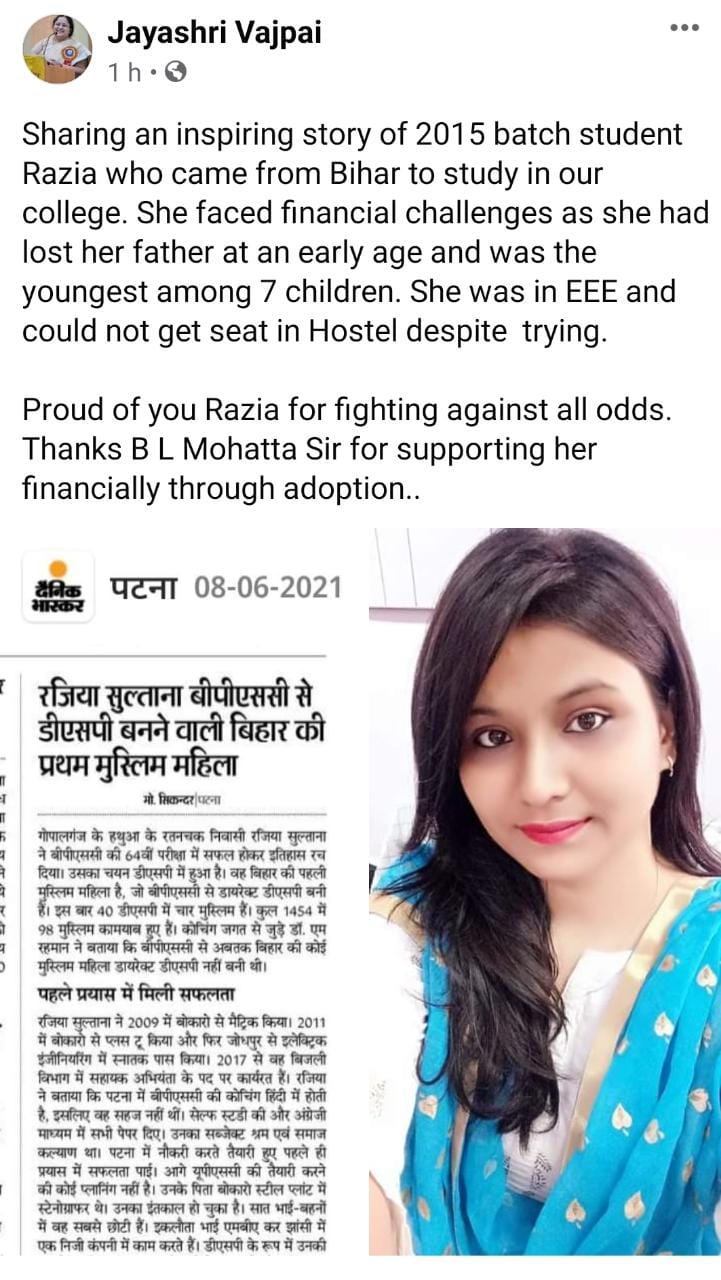 Jayashri Vajpai
1 h
Sharing an inspiring story of 2015 batch student
Razia who came from Bihar to study in our
college. She faced financial challenges as she had
lost her father at an early age and was the
youngest among 7 children. She was in EEE and
could not get seat in Hostel despite trying.
Proud of you Razia for fighting against all odds.
Thanks B L Mohatta Sir for supporting her
financially through adoption..
दैनिक
भास्कर
पटना 08-06-2021
रजिया सुल्ताना बीपीएससी से
डीएसपी बनने वाली बिहार की
प्रथम मुस्लिम महिला
मो. सिकन्दर|पटना
गोपालगंज के हथुआ के रतनचक निवासी रजिया सुल्ताना
ने बीपीएससी की 64वीं परीक्षा में सफल होकर इतिहास रच
दिया। उसका चयन डीएसपी में हुआ है। वह बिहार की पहली
मुस्लिम महिला है, जो बीपीएससी से डायरेक्ट डीएसपी बनी
हैं। इस बार 40 डीएसपी में चार मुस्लिम हैं। कुल 1454 में
98 मुस्लिम कामयाब हुए हैं। कोचिंग जगत से जुड़े डॉ. एम
रहमान ने बताया कि बीपीएससी से अबतक बिहार की कोई
मुस्लिम महिला डायरेक्ट डीएसपी नहीं बनी थी।
पहले प्रयास में मिली सफलता
रजिया सुल्ताना ने 2009 में बोकारो से मैट्रिक किया। 2011
में बोकारो से प्लस टू किया और फिर जोधपुर से इलेक्ट्रिक
इंजीनियरिंग में स्नातक पास किया। 2017 से वह बिजली
विभाग में सहायक अभियंता के पद पर कार्यरत हैं। रजिया
ने बताया कि पटना में बीपीएससी की कोचिंग हिंदी में होती
है, इसलिए वह सहज नहीं थीं। सेल्फ स्टडी की और अंग्रेजी
माध्यम में सभी पेपर दिए। उनका सब्जेक्ट श्रम एवं समाज
कल्याण था। पटना में नौकरी करते तैयारी हुए पहले ही
प्रयास में सफलता पाई। आगे यूपीएससी की तैयारी करने
की कोई प्लानिंग नहीं है। उनके पिता बोकारो स्टील प्लांट में
स्टेनोग्राफर थे। उनका इंतकाल हो चुका है। सात भाई-बहनों
में वह सबसे छोटी हैं। इकलौता भाई एमबीए कर झांसी में
एक निजी कंपनी में काम करते हैं। डीएसपी के रूप में उनकी